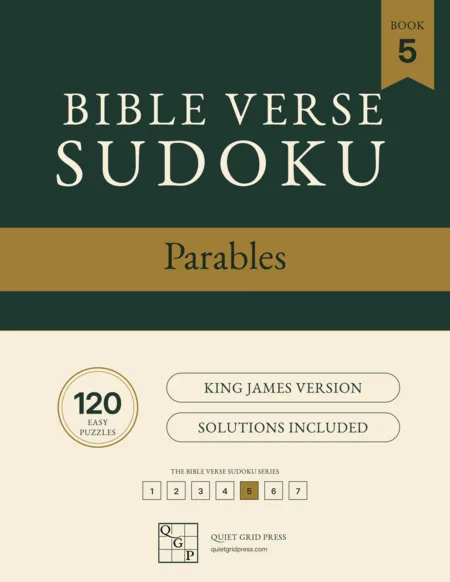 BOOK
5
BIBLE VERSE
SUDOKU
Parables
120
EASY
PUZZLES
KING JAMES VERSION
SOLUTIONS INCLUDED
THE BIBLE VERSE SUDOKU SERIES
1 2 3 4 5 6 7
Q
G
P
QUIET GRID PRESS
quietgridpress.com